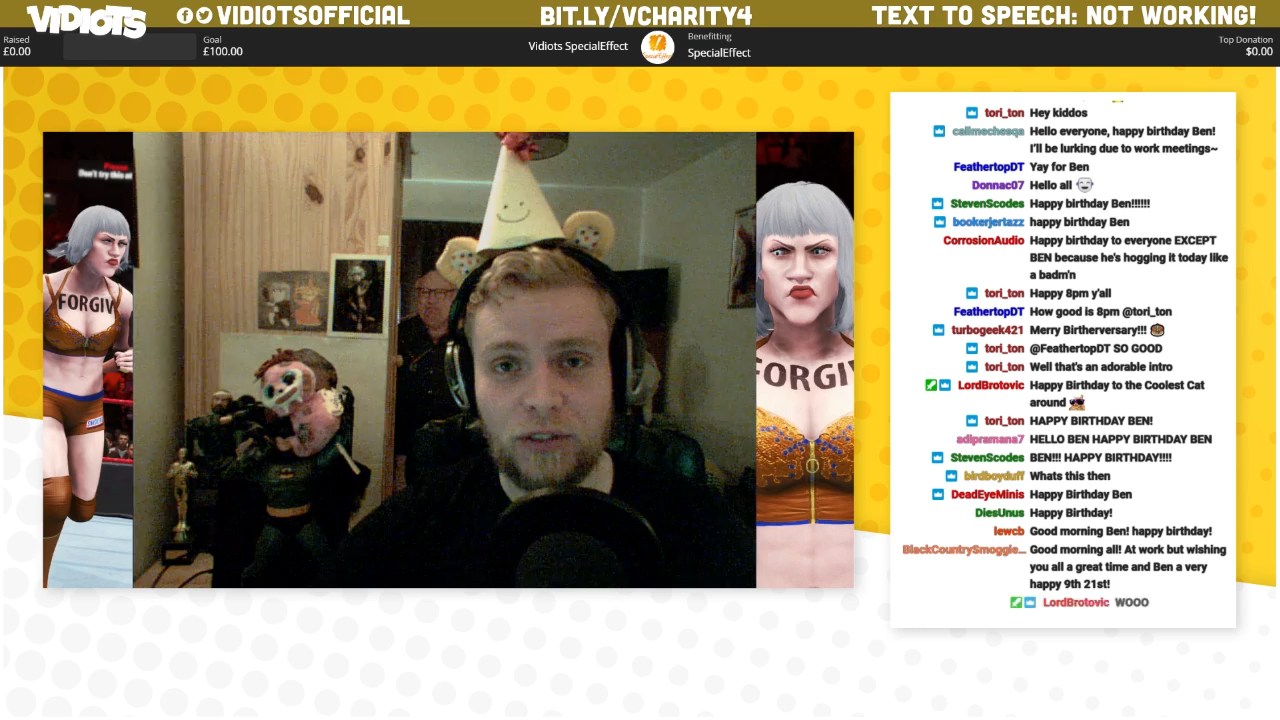 VIDIOTS
VIDIOTSOFFICIAL
BIT.LY/VCHARITY4
TEXT TO SPEECH: NOT WORKING!
Raised
£0.00
Goal
£100.00
Vidiots SpecialEffect
Benefitting
SpecialEffect
Top Donation
$0.00
Please
Don't try this at
FORGIV
FORGIV
tori_ton Hey kiddos
callmecheaqa Hello everyone, happy birthday Ben!
I'll be lurking due to work meetings~
FeathertopDT Yay for Ben
Donnac07 Hello all
StevenScodes Happy birthday Ben!!!!!!
bookerjertazz happy birthday Ben
CorrosionAudio Happy birthday to everyone EXCEPT
BEN because he's hogging it today like
a badm'n
tori_ton Happy 8pm y'all
FeathertopDT How good is 8pm @tori_ton
turbogeek421 Merry Birtherversary!!!
tori_ton @FeathertopDT SO GOOD
tori_ton Well that's an adorable intro
LordBrotovic Happy Birthday to the Coolest Cat
around
tori_ton HAPPY BIRTHDAY BEN!
adipramana7 HELLO BEN HAPPY BIRTHDAY BEN
StevenScodes BEN!!! HAPPY BIRTHDAY!!!!
birdboyduff Whats this then
DeadEyeMinis Happy Birthday Ben
DiesUnus Happy Birthday!
lewcb Good morning Ben! happy birthday!
BlackCountrySmoggie... Good morning all! At work but wishing
you all a great time and Ben a very
happy 9th 21st!
LordBrotovic WOOO